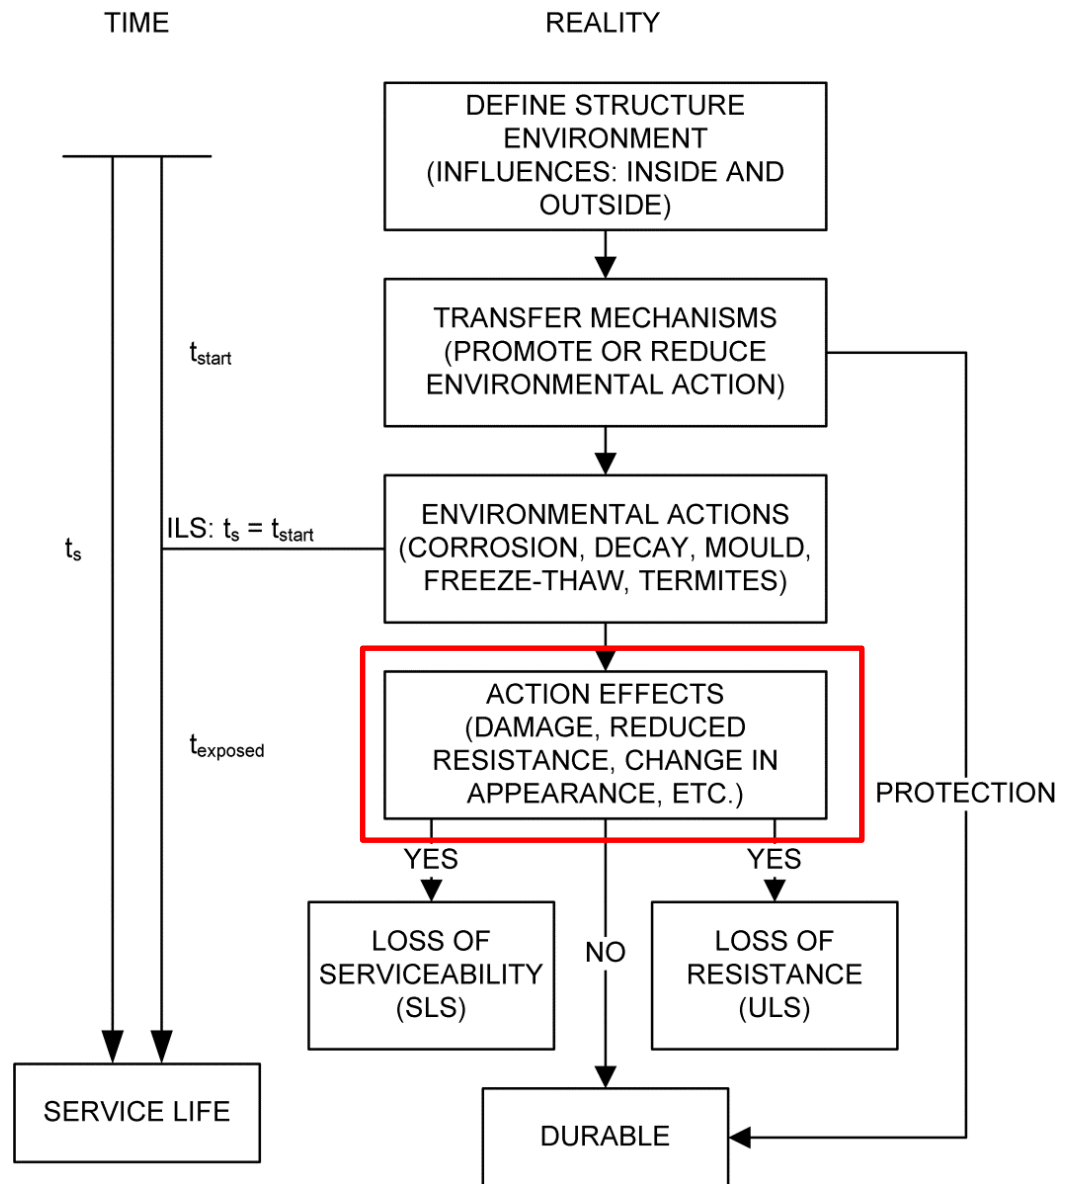 TIME
REALITY
DEFINE STRUCTURE
ENVIRONMENT
(INFLUENCES: INSIDE AND
OUTSIDE)
TRANSFER MECHANISMS
(PROMOTE OR REDUCE
ENVIRONMENTAL ACTION)
tstart
ENVIRONMENTAL ACTIONS
(CORROSION, DECAY, MOULD,
FREEZE-THAW, TERMITES)
ILS: ts = tstart
ts
ACTION EFFECTS
(DAMAGE, REDUCED
RESISTANCE, CHANGE IN
APPEARANCE, ETC.)
texposed
PROTECTION
YES
YES
LOSS OF
SERVICEABILITY
(SLS)
NO
LOSS OF
RESISTANCE
(ULS)
SERVICE LIFE
DURABLE